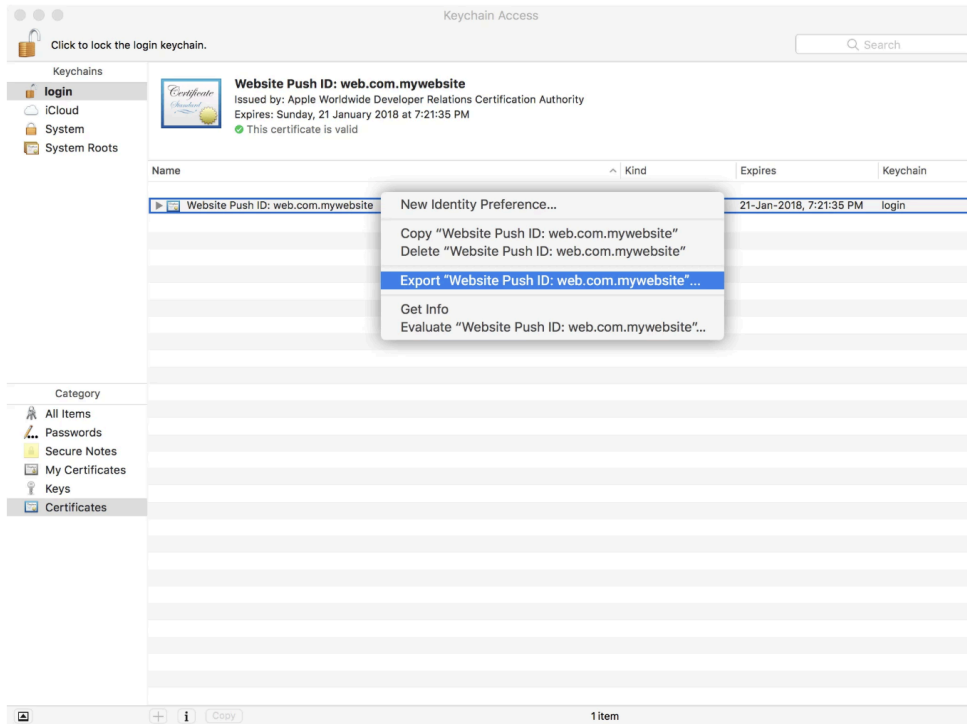 Keychain Access
Click to lock the login keychain.
Search
Keychains
login
iCloud
System
System Roots
Certificate
Standard
Website Push ID: web.com.mywebsite
Issued by: Apple Worldwide Developer Relations Certification Authority
Expires: Sunday, 21 January 2018 at 7:21:35 PM
This certificate is valid
Name Kind Expires Keychain
Website Push ID: web.com.mywebsite 21-Jan-2018, 7:21:35 PM login
New Identity Preference...
Copy “Website Push ID: web.com.mywebsite”
Delete “Website Push ID: web.com.mywebsite”
Export “Website Push ID: web.com.mywebsite”...
Get Info
Evaluate “Website Push ID: web.com.mywebsite”...
Category
All Items
Passwords
Secure Notes
My Certificates
Keys
Certificates
Copy
1 item